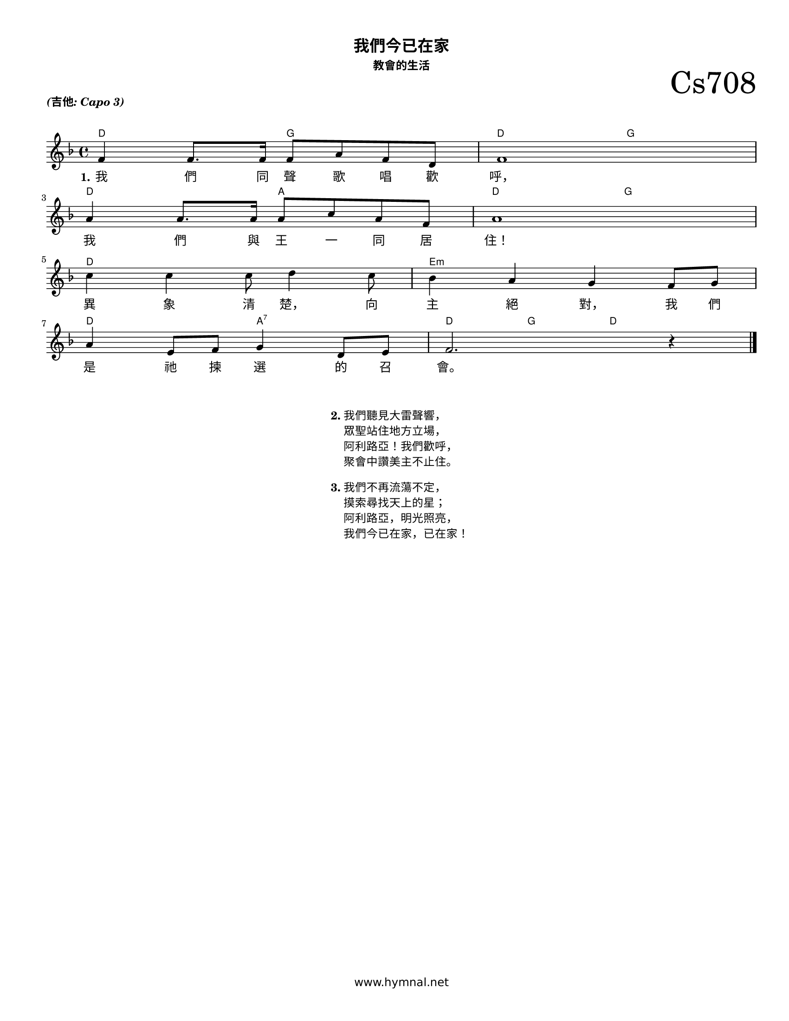 我們今已在家
教會的生活
Cs708
(吉他: Capo 3)
D G D G
1. 我 們 同 聲 歌 唱 歡 呼，
D A D G
3
我 們 與 王 一 同 居 住！
5
D Em
異 象 清 楚， 向 主 絕 對， 我 們
7
D A7 D G D
是 祂 揀 選 的 召 會。
2. 我們聽見大雷聲響，
眾聖站住地方立場，
阿利路亞！我們歡呼，
聚會中讚美主不止住。
3. 我們不再流蕩不定，
摸索尋找天上的星；
阿利路亞，明光照亮，
我們今已在家，已在家！
www.hymnal.net